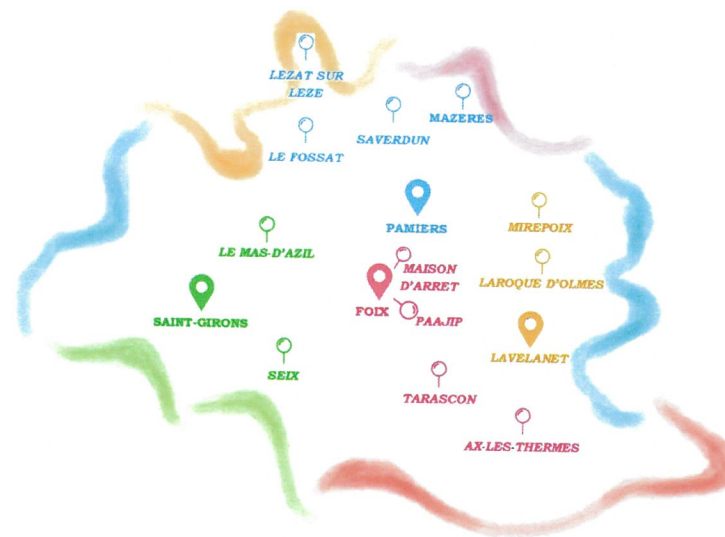 LEZAT SUR
LEZE
MAZERES
SAVERDUN
LE FOSSAT
PAMIERS
MIREPOIX
LE MAS-D'AZIL
MAISON
D'ARRET
LAROQUE D'OLMES
FOIX
PAAJIP
SAINT-GIRONS
LAVELANET
SEIX
TARASCON
AX-LES-THERMES